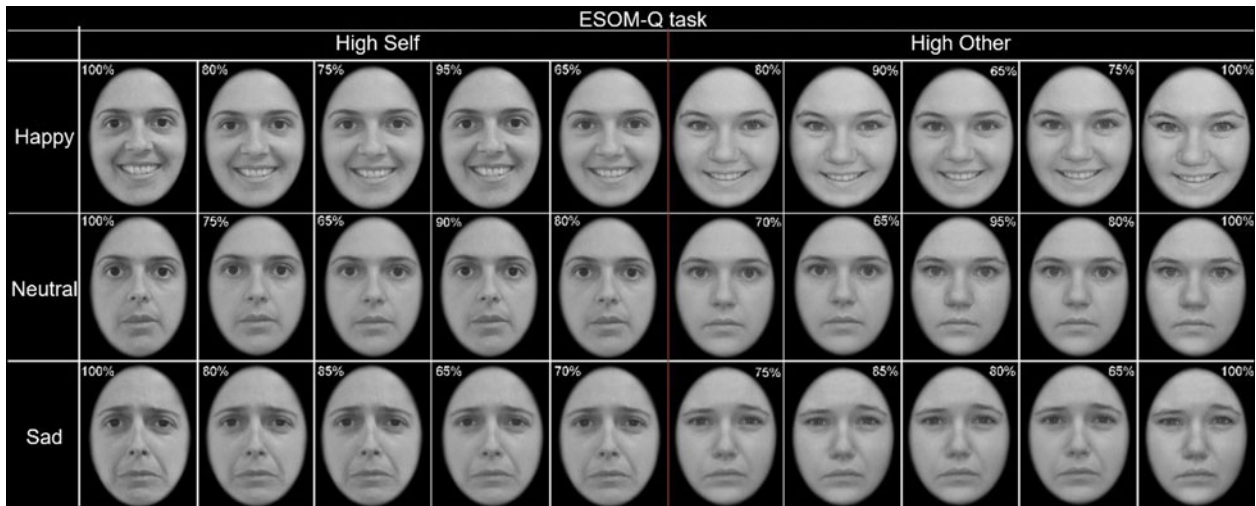 ESOM-Q task
High Self High Other
100% 80% 75% 95% 65% 80% 90% 65% 75% 100%
Happy
100% 75% 65% 90% 80% 70% 65% 95% 80% 100%
Neutral
100% 80% 85% 65% 70% 75% 85% 80% 65% 100%
Sad